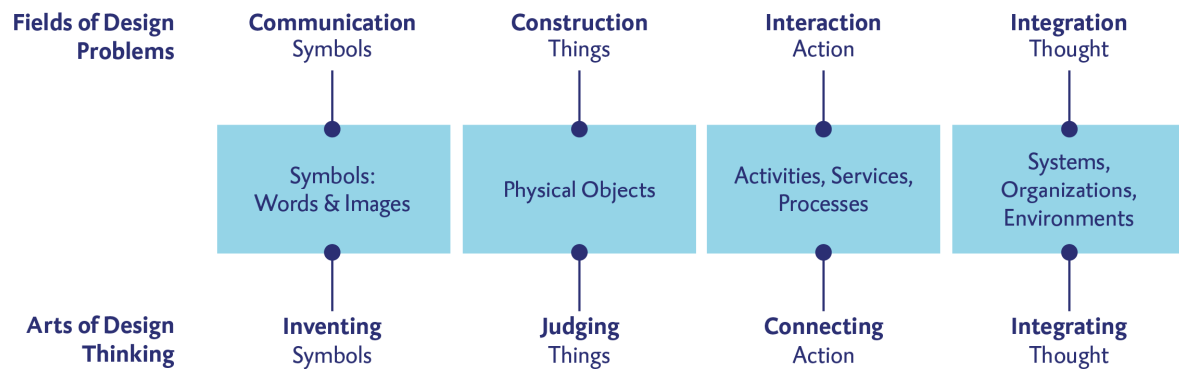 Fields of Design
Problems
Communication
Symbols
Construction
Things
Interaction
Action
Integration
Thought
Symbols:
Words & Images
Physical Objects
Activities, Services,
Processes
Systems,
Organizations,
Environments
Arts of Design
Thinking
Inventing
Symbols
Judging
Things
Connecting
Action
Integrating
Thought